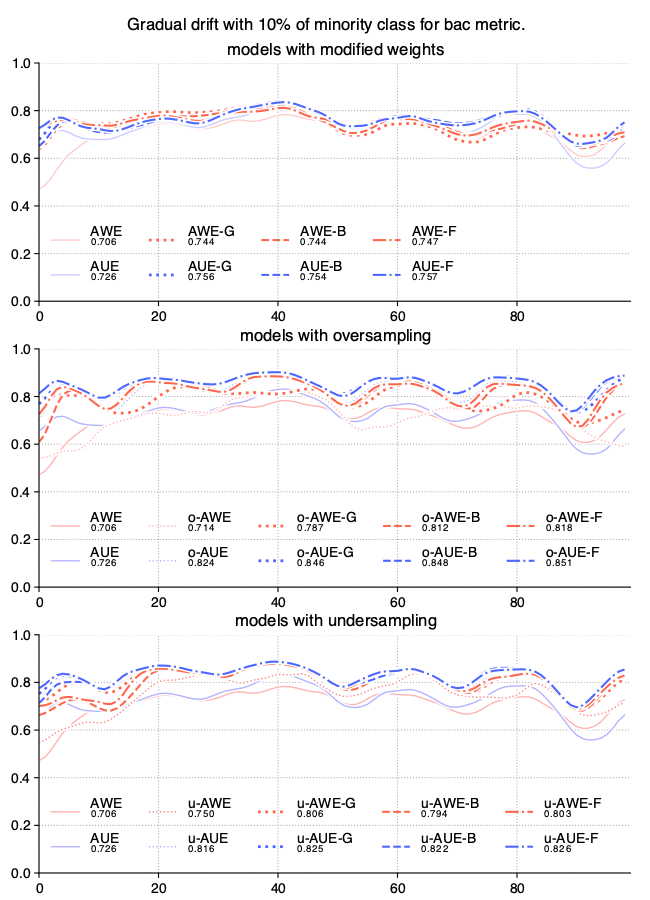 Gradual drift with 10% of minority class for bac metric.
models with modified weights
1.0
0.8
0.6
0.4
0.2
0.0
AWE AWE-G AWE-B AWE-F
0.706 0.744 0.744 0.747
AUE AUE-G AUE-B AUE-F
0.726 0.756 0.754 0.757
0 20 40 60 80
models with oversampling
1.0
0.8
0.6
0.4
0.2
0.0
AWE o-AWE o-AWE-G o-AWE-B o-AWE-F
0.706 0.714 0.787 0.812 0.818
AUE o-AUE o-AUE-G o-AUE-B o-AUE-F
0.726 0.824 0.846 0.848 0.851
0 20 40 60 80
models with undersampling
1.0
0.8
0.6
0.4
0.2
0.0
AWE u-AWE u-AWE-G u-AWE-B u-AWE-F
0.706 0.750 0.806 0.794 0.803
AUE u-AUE u-AUE-G u-AUE-B u-AUE-F
0.726 0.816 0.825 0.822 0.826
0 20 40 60 80